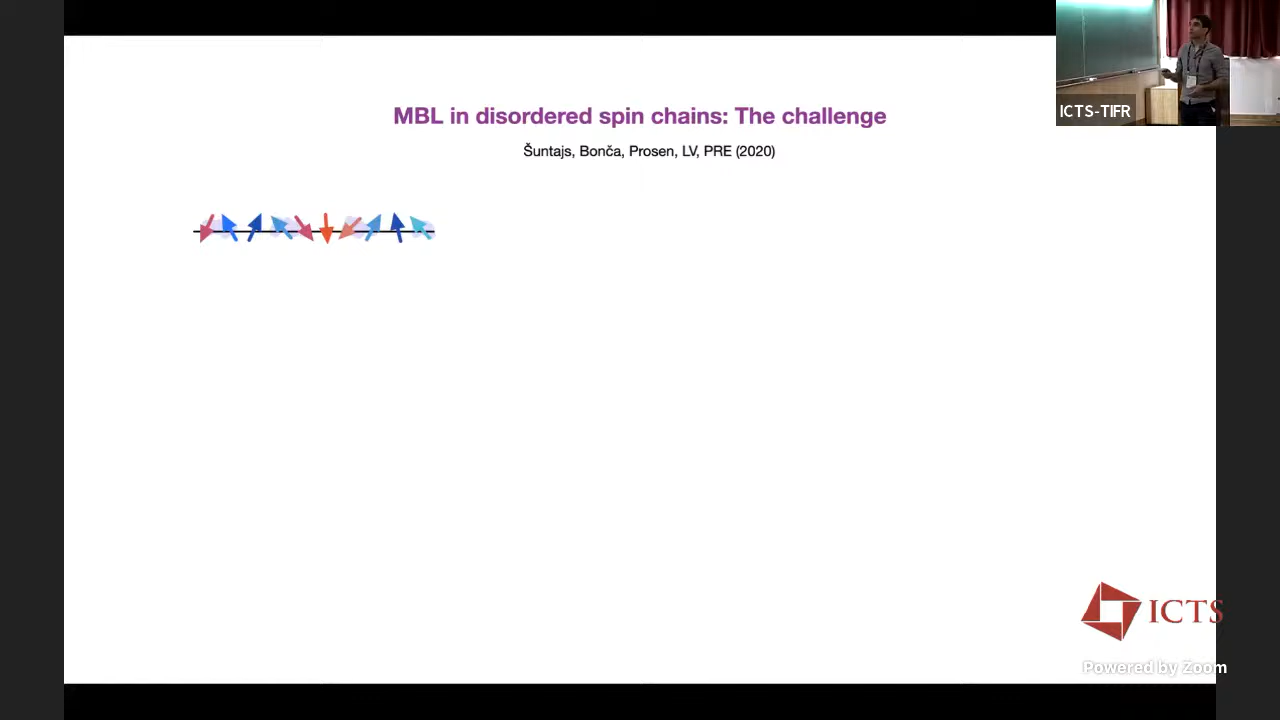 MBL in disordered spin chains: The challenge
Šuntajs, Bonča, Prosen, LV, PRE (2020)
ICTS-TIFR
ICTS
Powered by Zoom